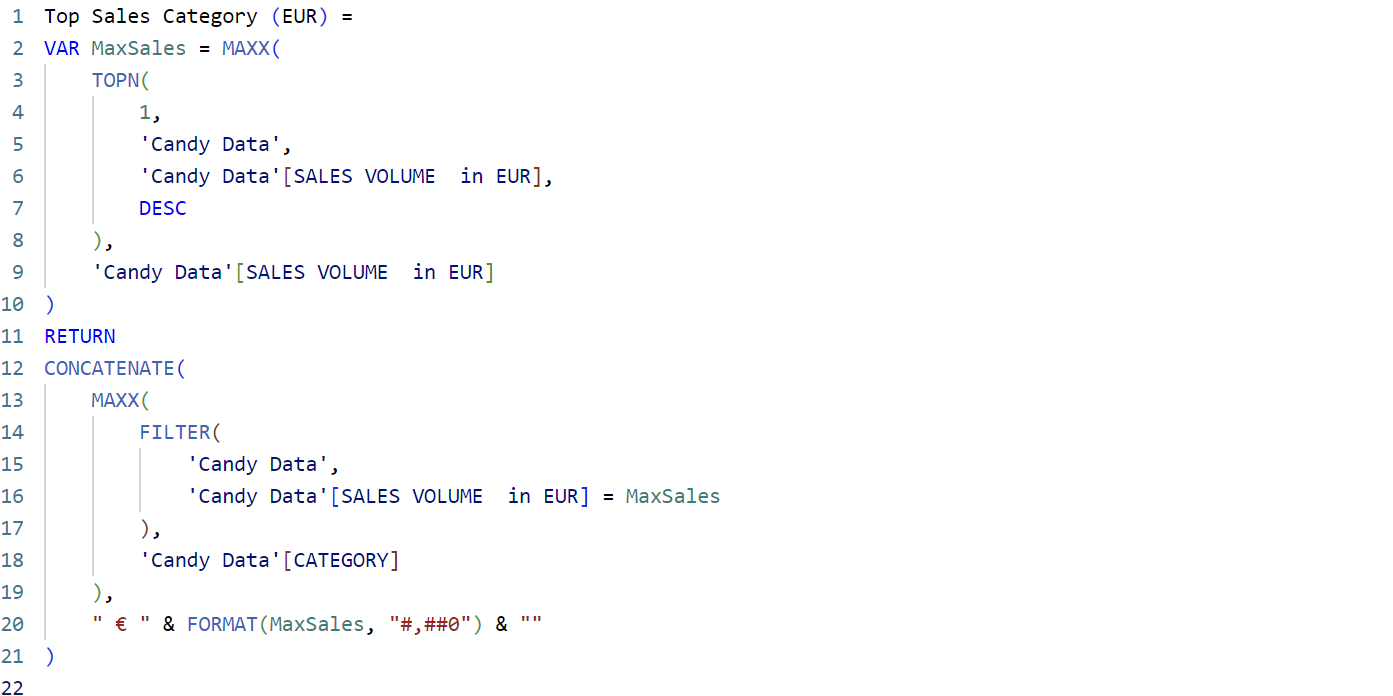 1 Top Sales Category (EUR) =
2 VAR MaxSales = MAXX(
3     TOPN(
4         1,
5         'Candy Data',
6         'Candy Data'[SALES VOLUME  in EUR],
7         DESC
8     ),
9     'Candy Data'[SALES VOLUME  in EUR]
10 )
11 RETURN
12 CONCATENATE(
13     MAXX(
14         FILTER(
15             'Candy Data',
16             'Candy Data'[SALES VOLUME  in EUR] = MaxSales
17         ),
18         'Candy Data'[CATEGORY]
19     ),
20     " € " & FORMAT(MaxSales, "#,##0") & ""
21 )
22